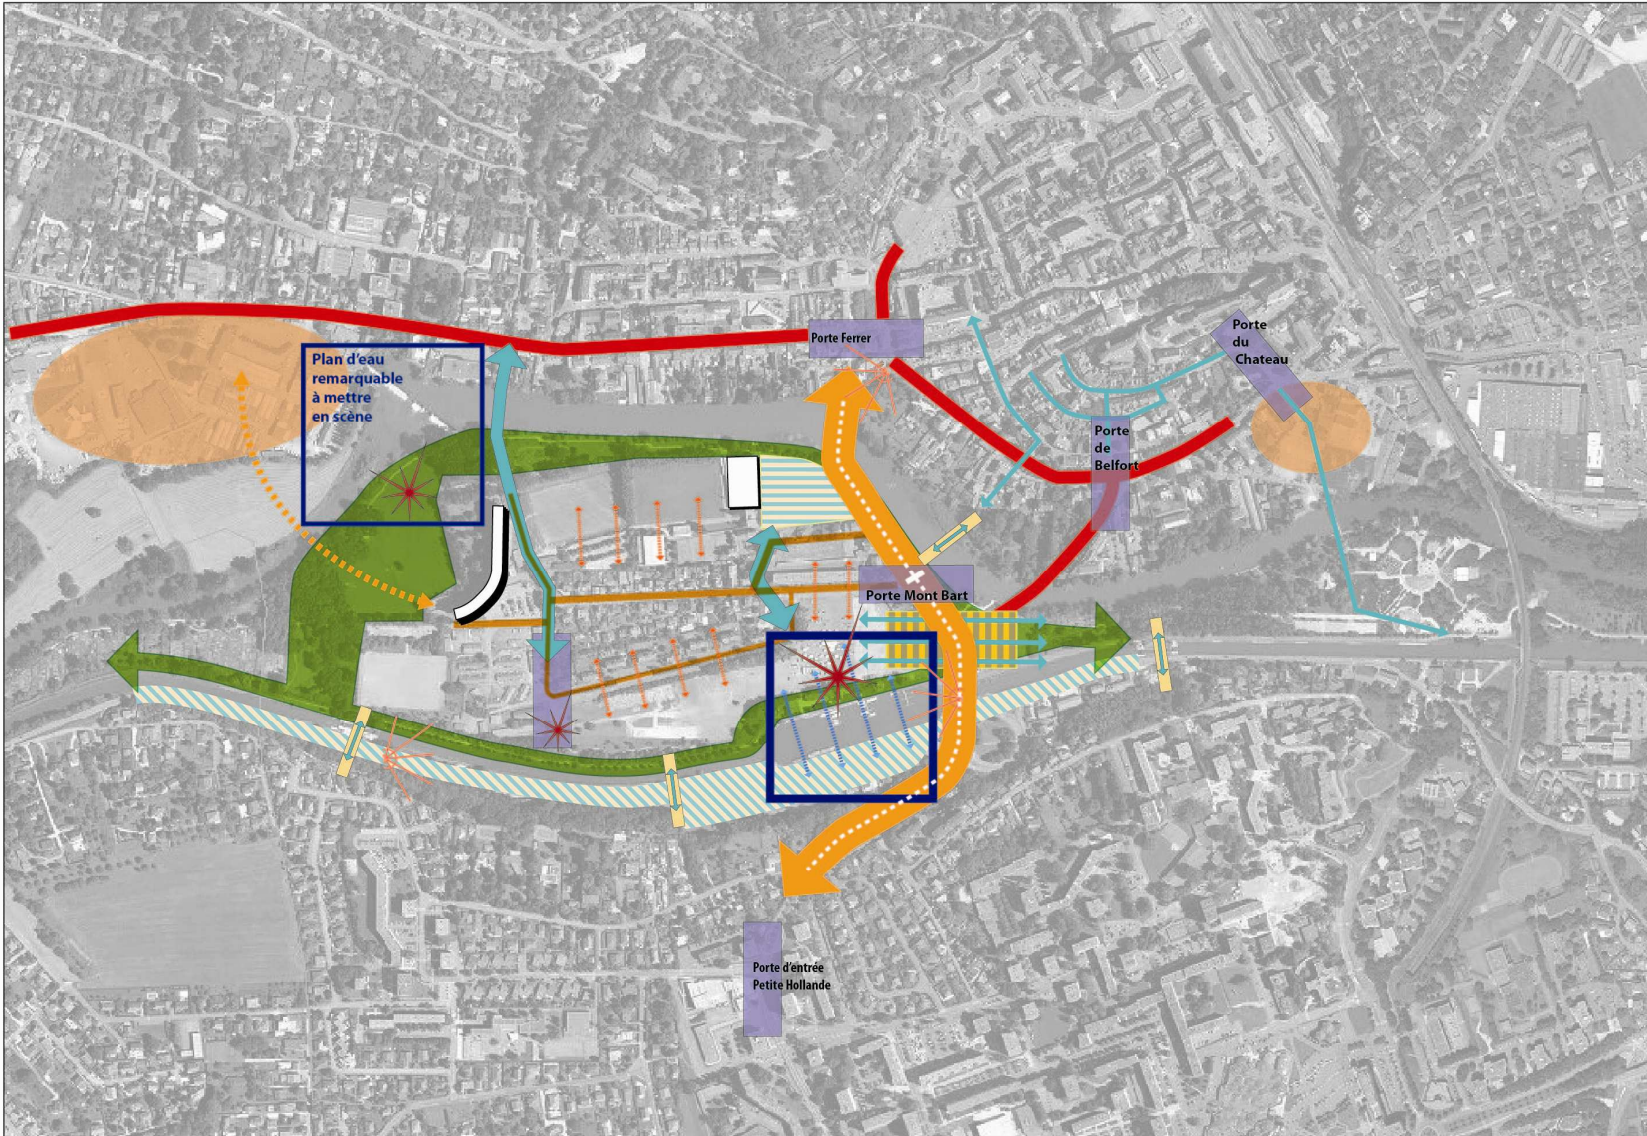 Plan d'eau
remarquable
à mettre
en scène
Porte Ferrer
Porte
du
Chateau
Porte
de
Belfort
Porte Mont Bart
Porte d'entrée
Petite Hollande